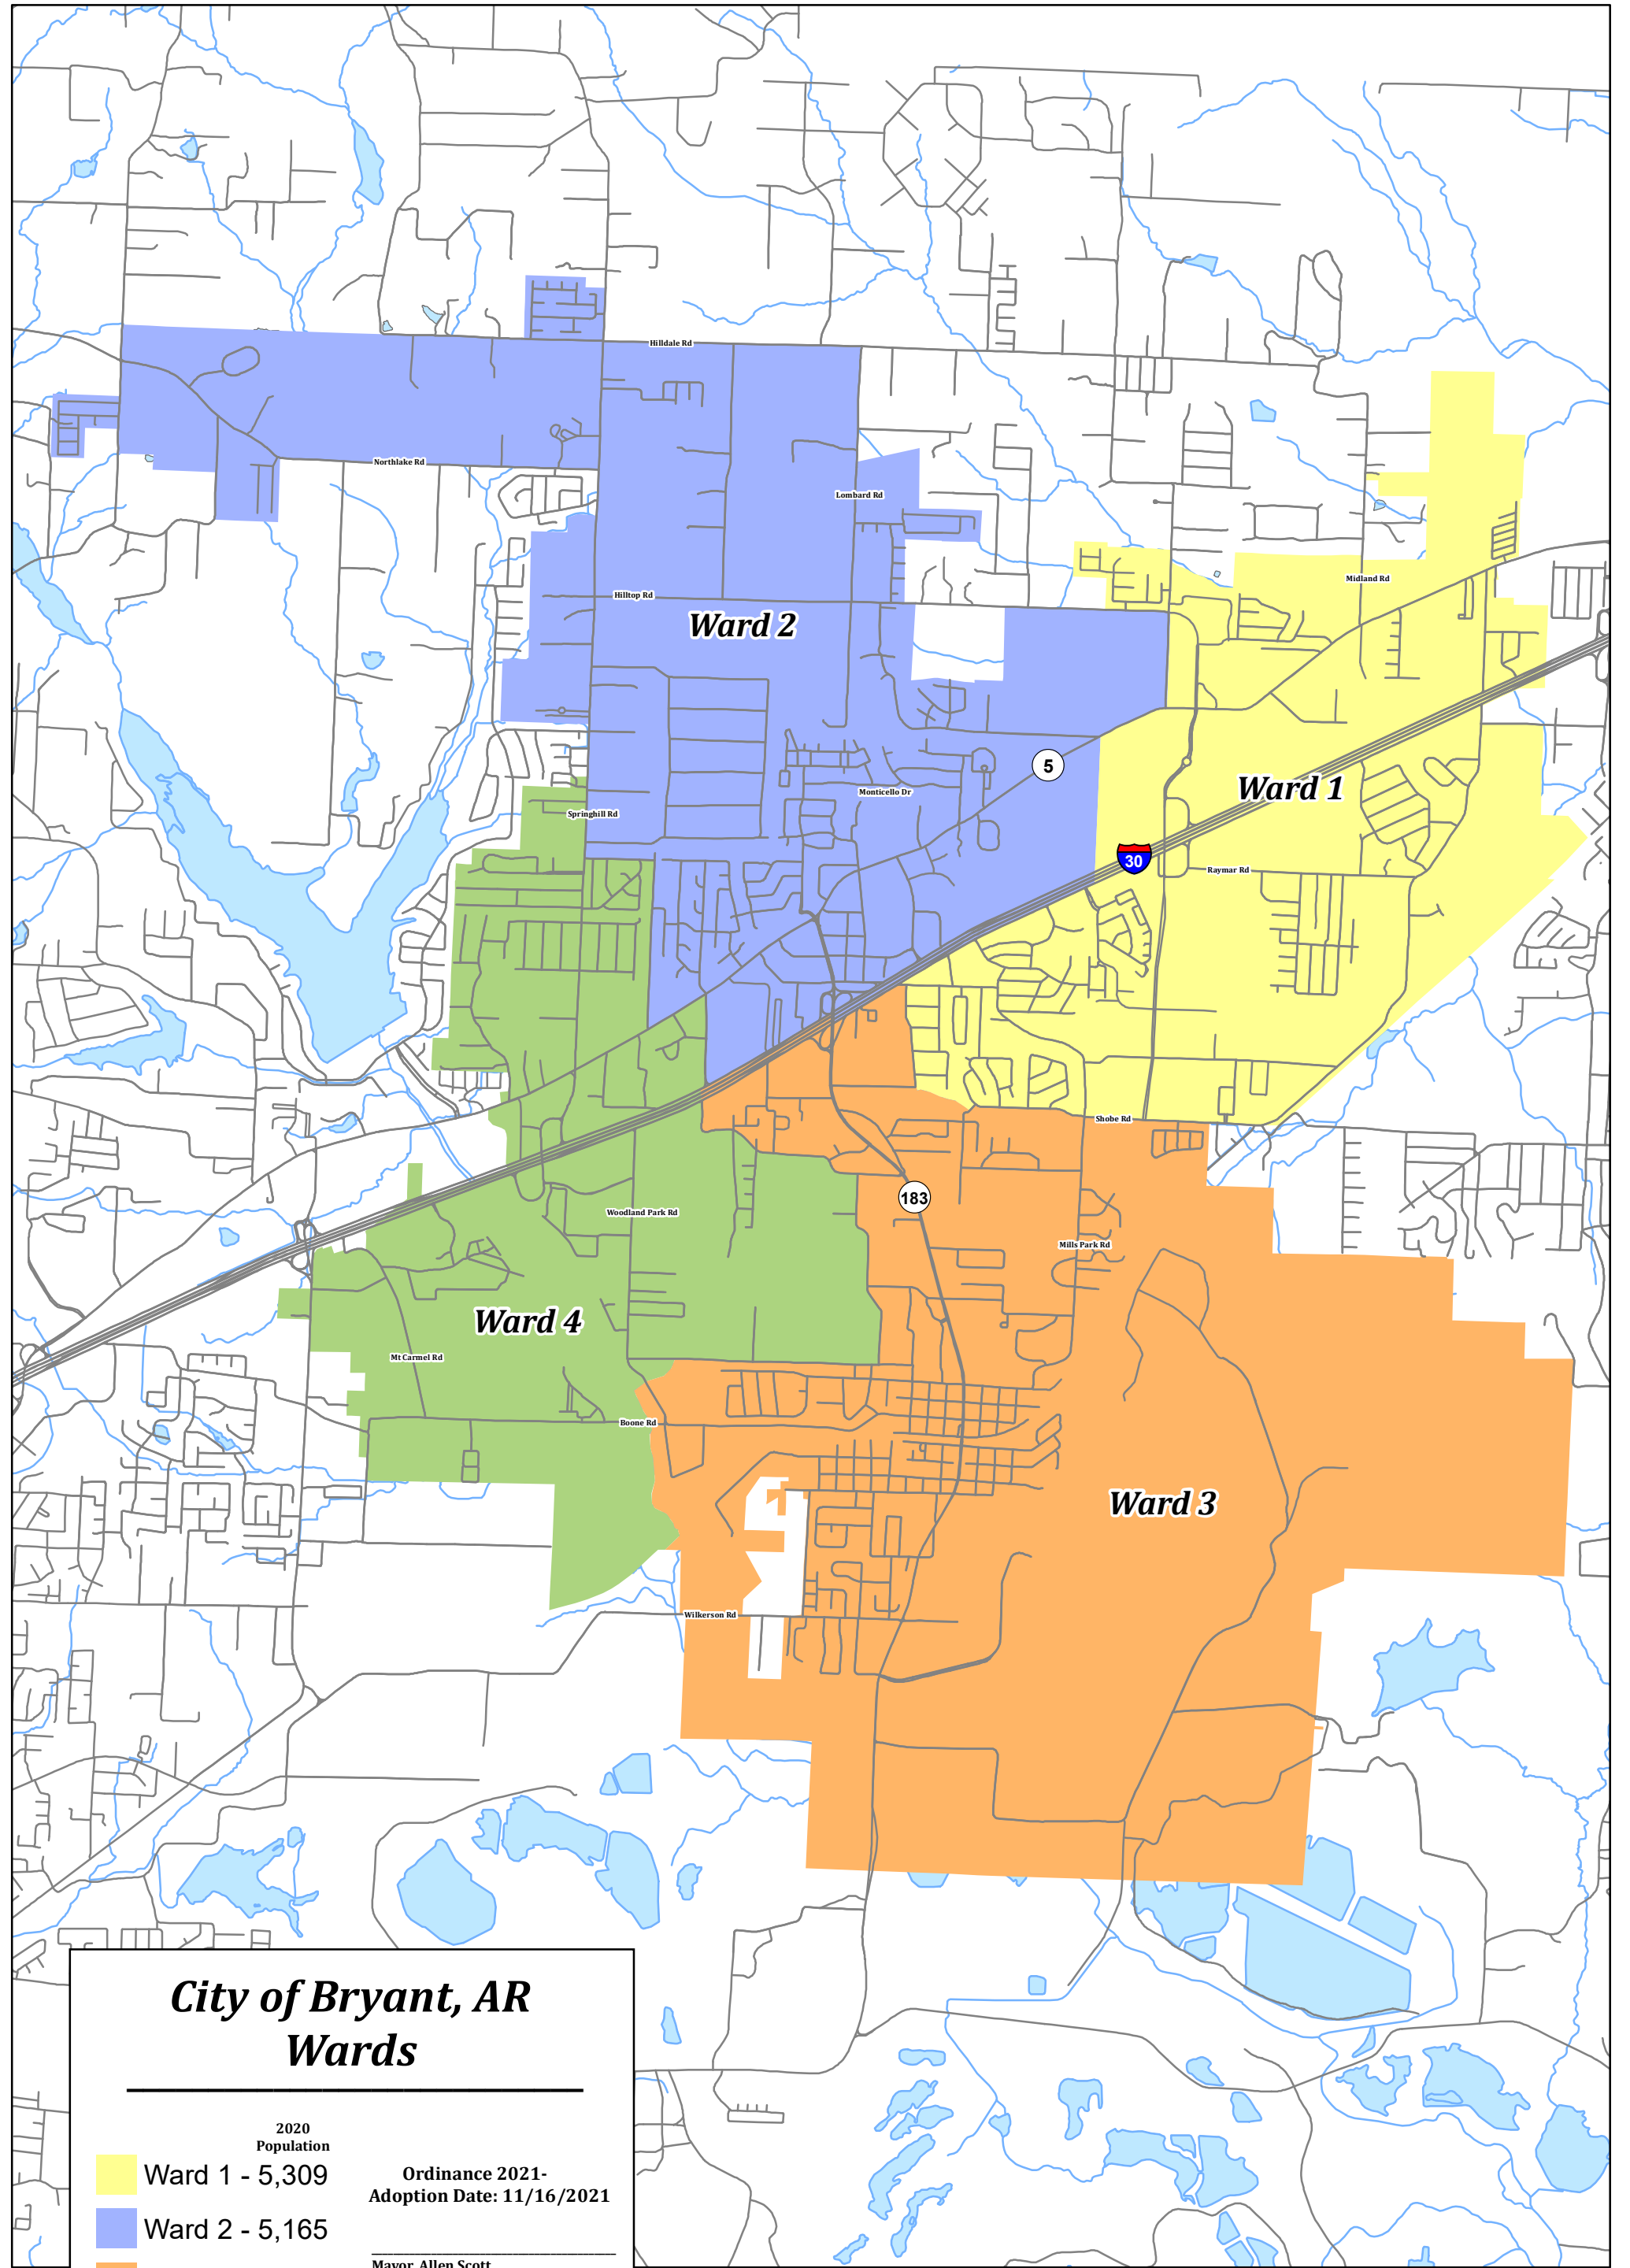 Hilldale Rd
Northlake Rd
Lombard Rd
Midland Rd
Hilltop Rd
Ward 2
5
Ward 1
Monticello Dr
Springhill Rd
30
Raymar Rd
Shobe Rd
183
Woodland Park Rd
Mills Park Rd
Ward 4
Mt Carmel Rd
Boone Rd
Ward 3
Wilkerson Rd
City of Bryant, AR
Wards
2020
Population
Ward 1 - 5,309
Ward 2 - 5,165
Ordinance 2021-
Adoption Date: 11/16/2021
Mayor, Allen Scott